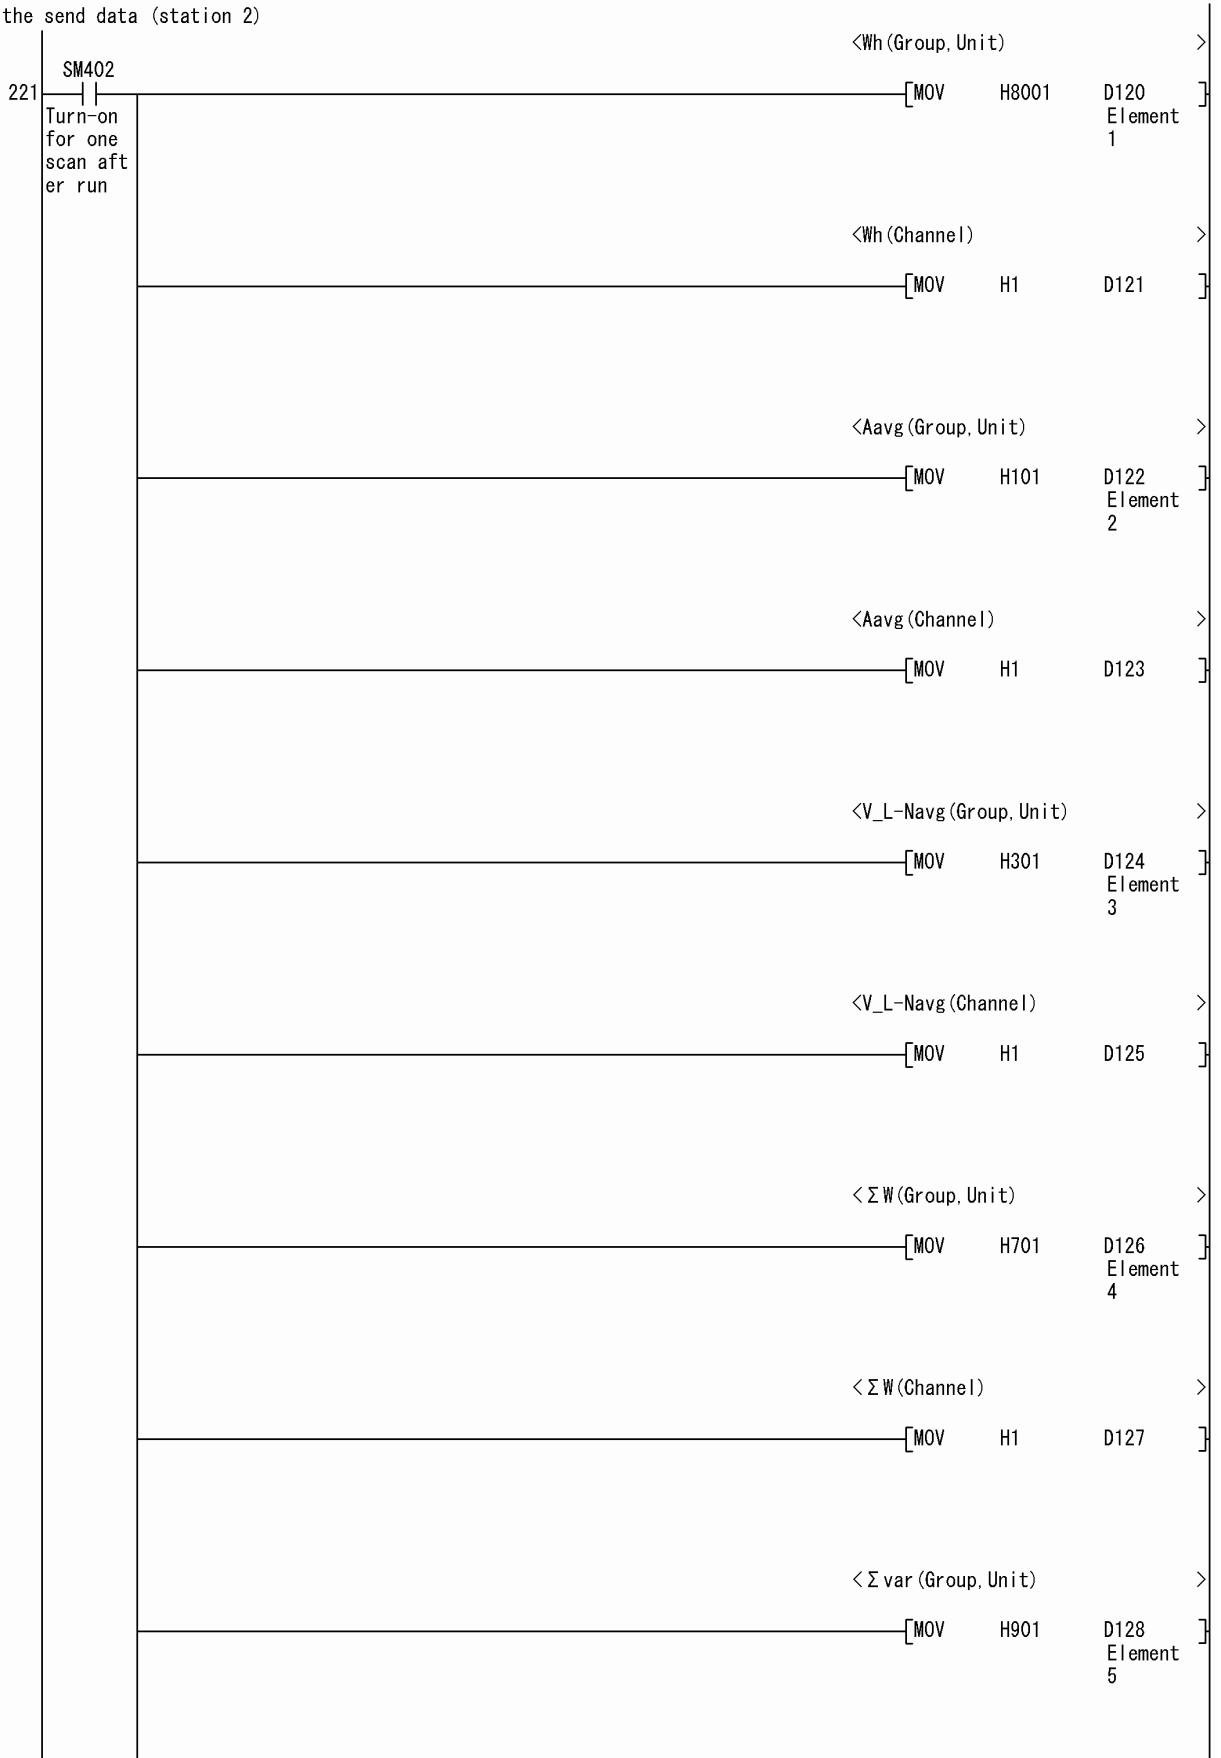 the send data (station 2)
<Wh(Group,Unit) >
SM402
221 [MOV H8001 D120 ]
Turn-on
for one
scan aft
er run
Element
1
<Wh(Channel) >
[MOV H1 D121 ]
<Aavg(Group,Unit) >
[MOV H101 D122 ]
Element
2
<Aavg(Channel) >
[MOV H1 D123 ]
<V_L-Navg(Group,Unit) >
[MOV H301 D124 ]
Element
3
<V_L-Navg(Channel) >
[MOV H1 D125 ]
<ΣW(Group,Unit) >
[MOV H701 D126 ]
Element
4
<ΣW(Channel) >
[MOV H1 D127 ]
<Σvar(Group,Unit) >
[MOV H901 D128 ]
Element
5